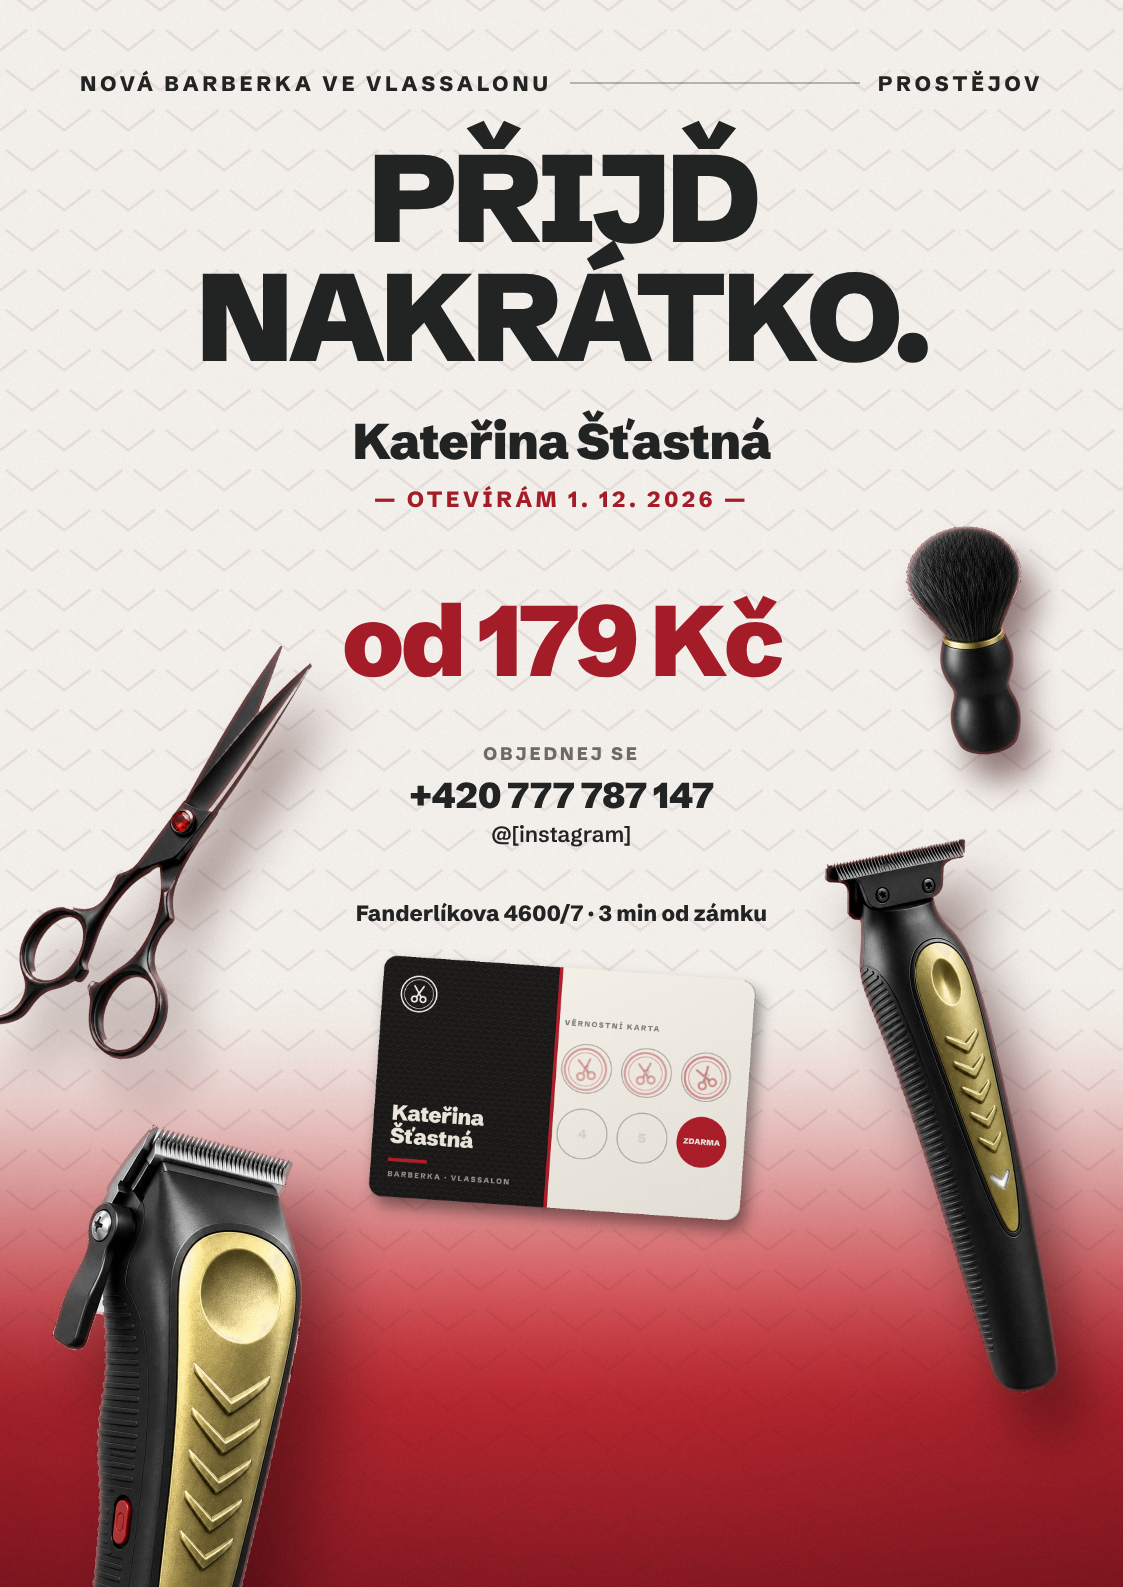 NOVÁ BARBERKA VE VLASSALONU
PROSTĚJOV
PŘIJĎ
NAKRÁTKO.
Kateřina Šťastná
— OTEVÍRÁM 1. 12. 2026 —
od 179 Kč
OBJEDNEJ SE
+420 777 787 147
@[instagram]
Fanderlíkova 4600/7 · 3 min od zámku
VĚRNOSTNÍ KARTA
4
5
ZDARMA
Kateřina
Šťastná
BARBERKA · VLASSALON